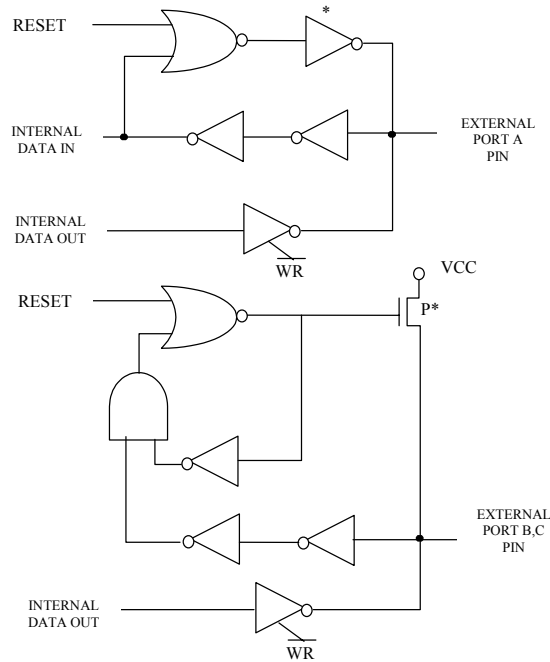 RESET
*
INTERNAL
DATA IN
EXTERNAL
PORT A
PIN
INTERNAL
DATA OUT
WR
VCC
RESET
P*
EXTERNAL
PORT B,C
PIN
INTERNAL
DATA OUT
WR